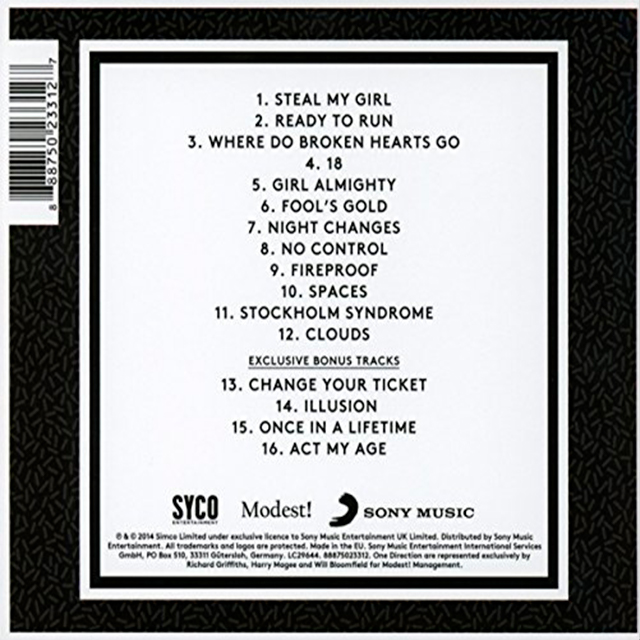 1. STEAL MY GIRL
2. READY TO RUN
3. WHERE DO BROKEN HEARTS GO
4. 18
5. GIRL ALMIGHTY
6. FOOL'S GOLD
7. NIGHT CHANGES
8. NO CONTROL
9. FIREPROOF
10. SPACES
11. STOCKHOLM SYNDROME
12. CLOUDS
EXCLUSIVE BONUS TRACKS
13. CHANGE YOUR TICKET
14. ILLUSION
15. ONCE IN A LIFETIME
16. ACT MY AGE
SYCO
ENTERTAINMENT
Modest!
SONY MUSIC
℗ & © 2014 Simco Limited under exclusive licence to Sony Music Entertainment UK Limited. Distributed by Sony Music
Entertainment. All trademarks and logos are protected. Made in the EU. Sony Music Entertainment International Services
GmbH, PO Box 510, 33311 Gütersloh, Germany. LC29644. 88875023312. One Direction are represented exclusively by
Richard Griffiths, Harry Magee and Will Bloomfield for Modest! Management.
8 88750 23312 7